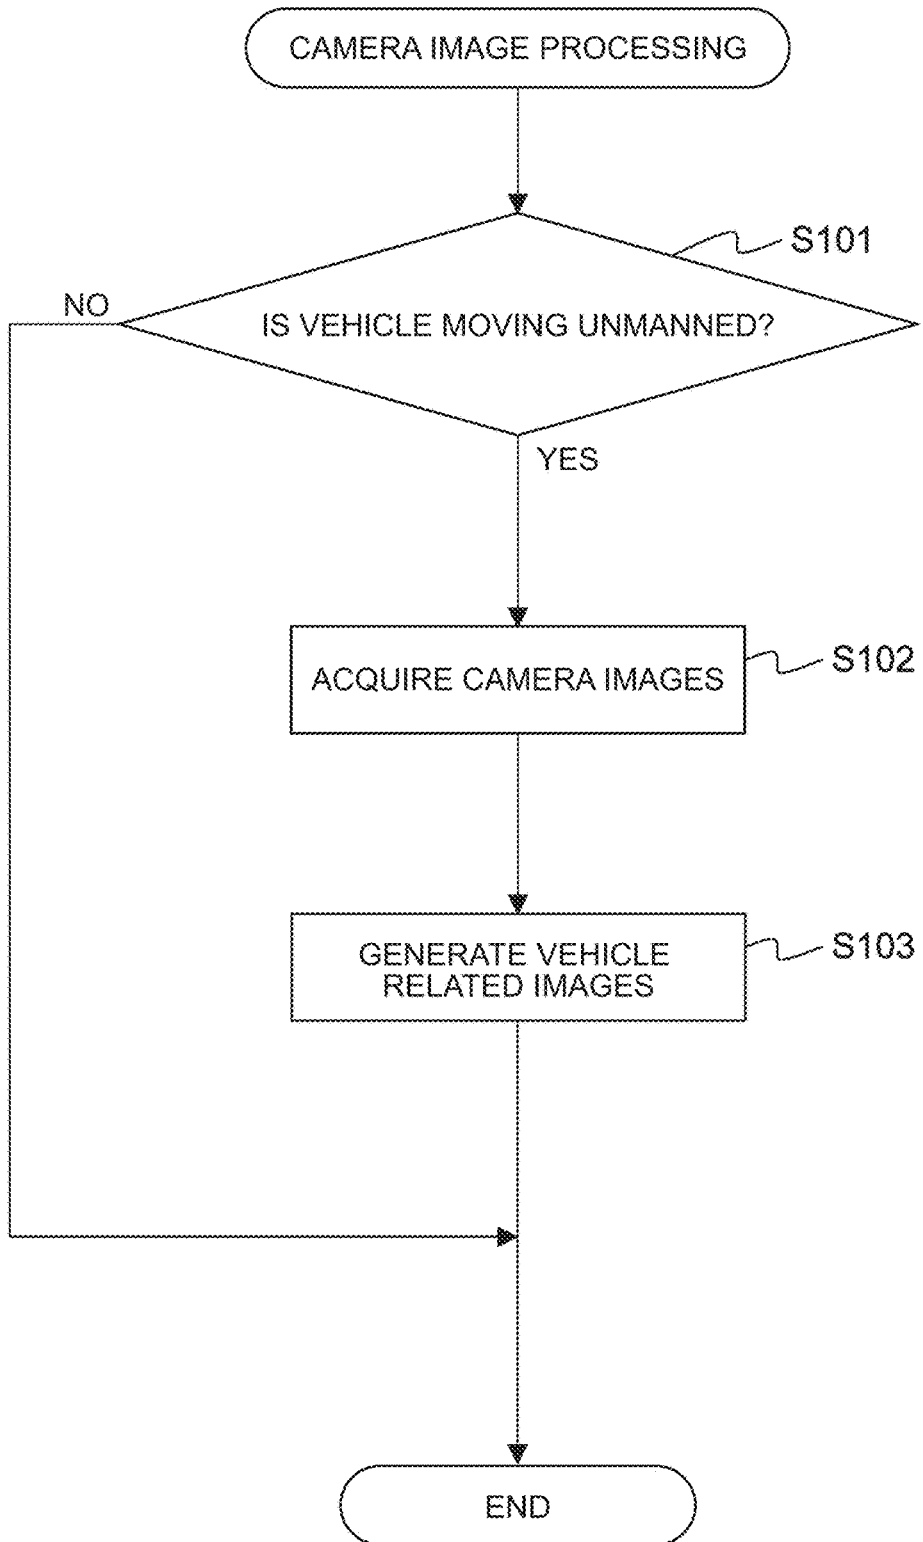 CAMERA IMAGE PROCESSING
S101
NO
IS VEHICLE MOVING UNMANNED?
YES
ACQUIRE CAMERA IMAGES
S102
GENERATE VEHICLE
RELATED IMAGES
S103
END